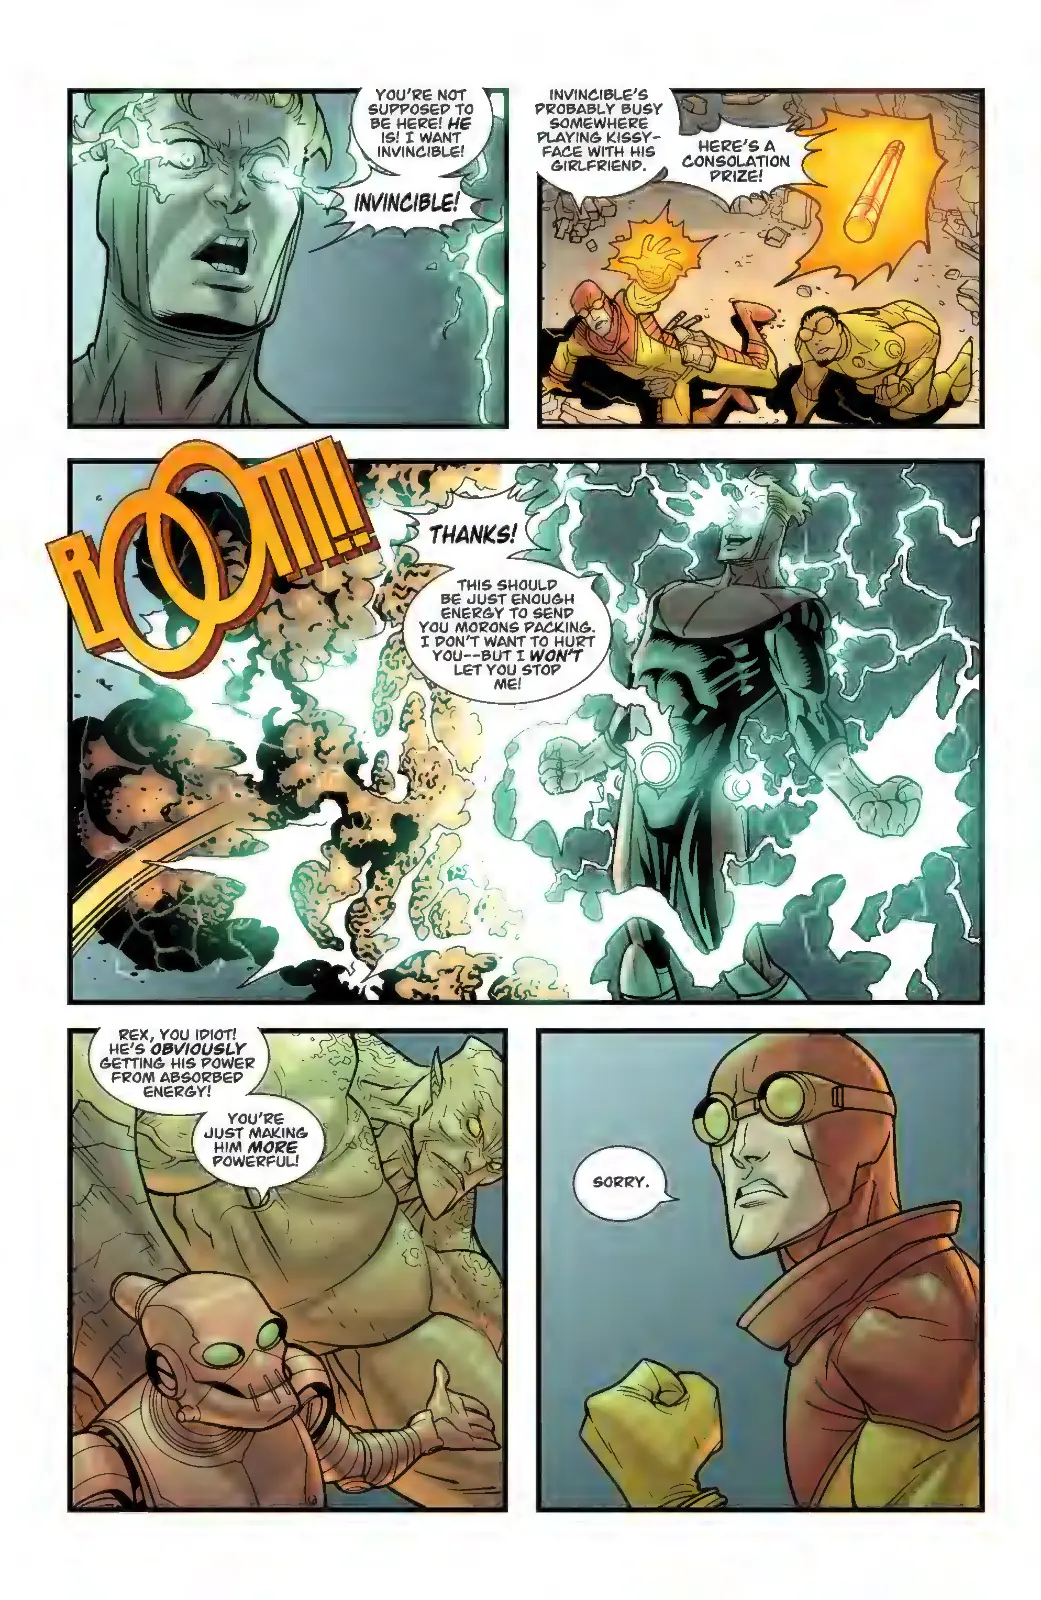 YOU'RE NOT
SUPPOSED TO
BE HERE! HE
IS! I WANT
INVINCIBLE!
INVINCIBLE!
INVINCIBLE'S
PROBABLY BUSY
SOMEWHERE
PLAYING KISSY-
FACE WITH HIS
GIRLFRIEND.
HERE'S A
CONSOLATION
PRIZE!
BOOM!!!
THANKS!
THIS SHOULD
BE JUST ENOUGH
ENERGY TO SEND
YOU MORONS PACKING.
I DON'T WANT TO HURT
YOU--BUT I WON'T
LET YOU STOP
ME!
REX, YOU IDIOT!
HE'S OBVIOUSLY
GETTING HIS POWER
FROM ABSORBED
ENERGY!
YOU'RE
JUST MAKING
HIM MORE
POWERFUL!
SORRY.